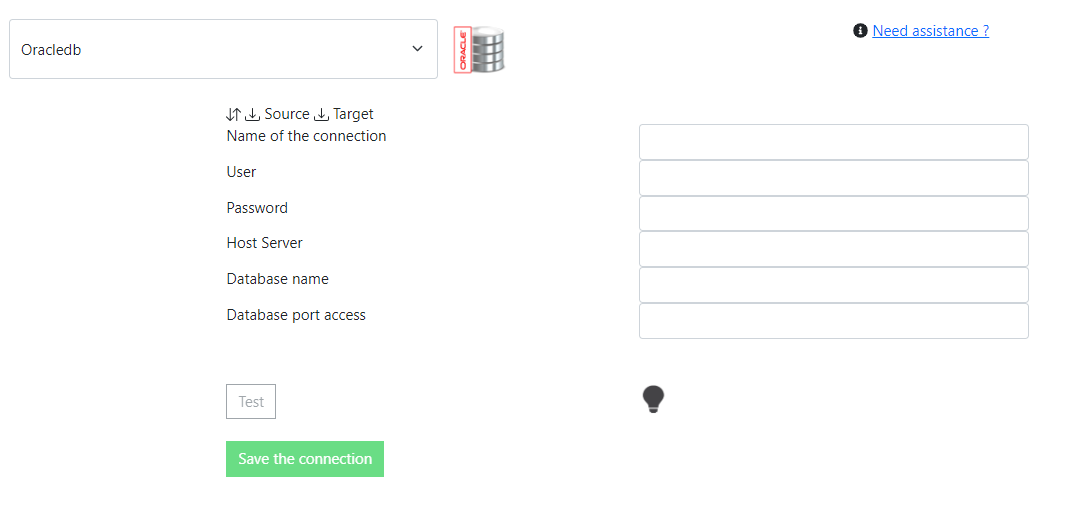 Oracledb
ORACLE
Need assistance ?
Source Target
Name of the connection
User
Password
Host Server
Database name
Database port access
Test
Save the connection